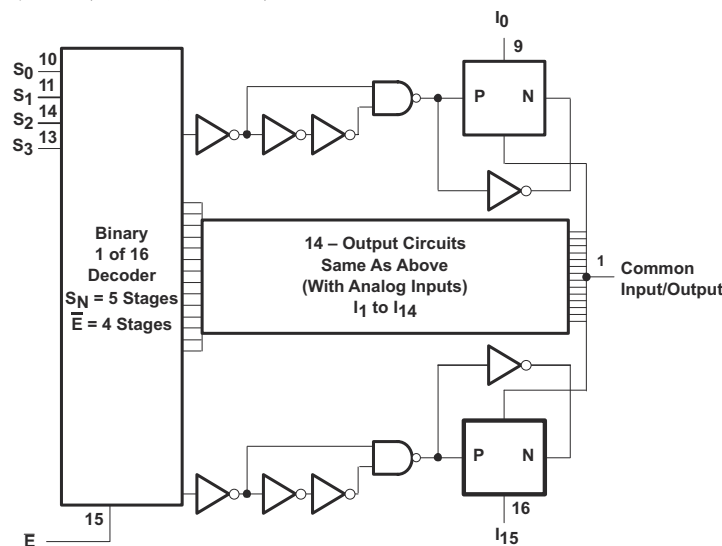 I0
9
P N
S0 10
S1 11
S2 14
S3 13
Binary
1 of 16
Decoder
SN = 5 Stages
E̅ = 4 Stages
14 – Output Circuits
Same As Above
(With Analog Inputs)
I1 to I14
1
Common
Input/Output
P N
16
I15
15
E̅